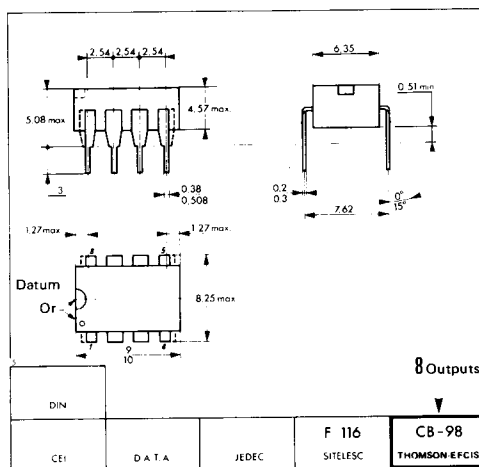 2.54 2.54 2.54
6.35
5.08 max
4.57 max.
0.51 min
3
0.38
0.508
0.2
0.3
7.62
0°
15°
1.27 max.
1.27 max.
8 5
Datum
Or
8.25 max
1 4
9
10
8 Outputs
DIN
CEI
D.A.T.A.
JEDEC
F 116
SITELESC
CB-98
THOMSON-EFCIS